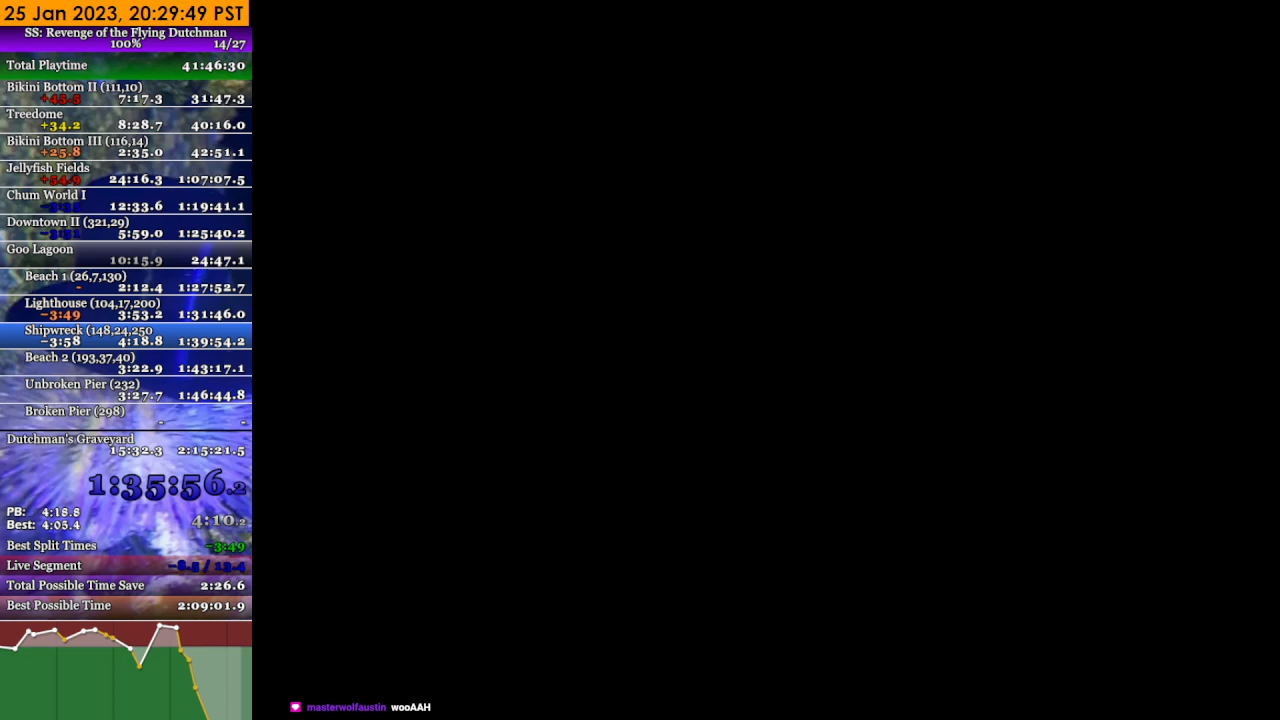 25 Jan 2023, 20:29:49 PST
SS: Revenge of the Flying Dutchman
100% 14/27
Total Playtime 41:46:30
Bikini Bottom II (111,10)
+45.5 7:17.3 31:47.3
Treedome
+34.2 8:28.7 40:16.0
Bikini Bottom III (116,14)
+25.8 2:35.0 42:51.1
Jellyfish Fields
+54.9 24:16.3 1:07:07.5
Chum World I
12:33.6 1:19:41.1
Downtown II (321,29)
5:59.0 1:25:40.2
Goo Lagoon
10:15.9 24:47.1
Beach 1 (26,7,130)
- 2:12.4 1:27:52.7
Lighthouse (104,17,200)
−3:49 3:53.2 1:31:46.0
Shipwreck (148,24,250
−3:58 4:18.8 1:39:54.2
Beach 2 (193,37,40)
3:22.9 1:43:17.1
Unbroken Pier (232)
3:27.7 1:46:44.8
Broken Pier (298)
- -
Dutchman's Graveyard
15:32.3 2:15:21.5
1:35:56.2
PB: 4:18.8
Best: 4:05.4 4:10.2
Best Split Times −3:49
Live Segment −8.5 / 13.4
Total Possible Time Save 2:26.6
Best Possible Time 2:09:01.9
masterwolfaustin wooAAH